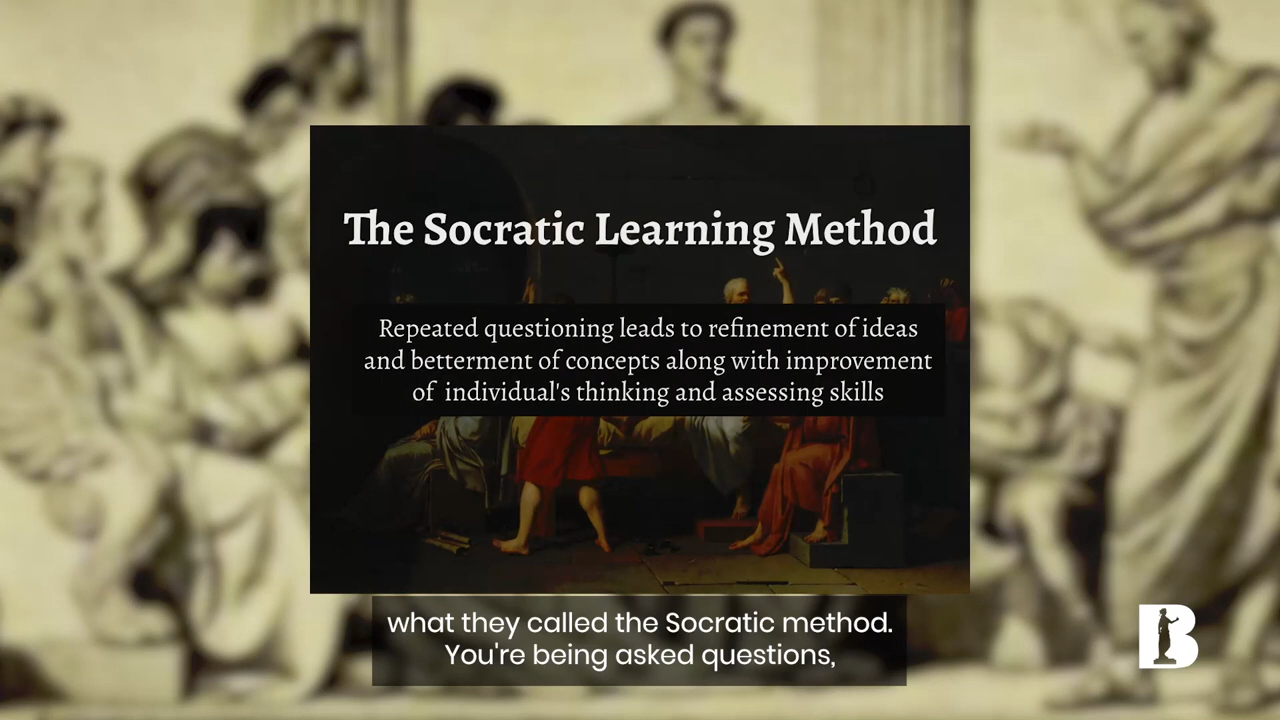 The Socratic Learning Method
Repeated questioning leads to refinement of ideas
and betterment of concepts along with improvement
of individual's thinking and assessing skills
what they called the Socratic method.
You're being asked questions,
B